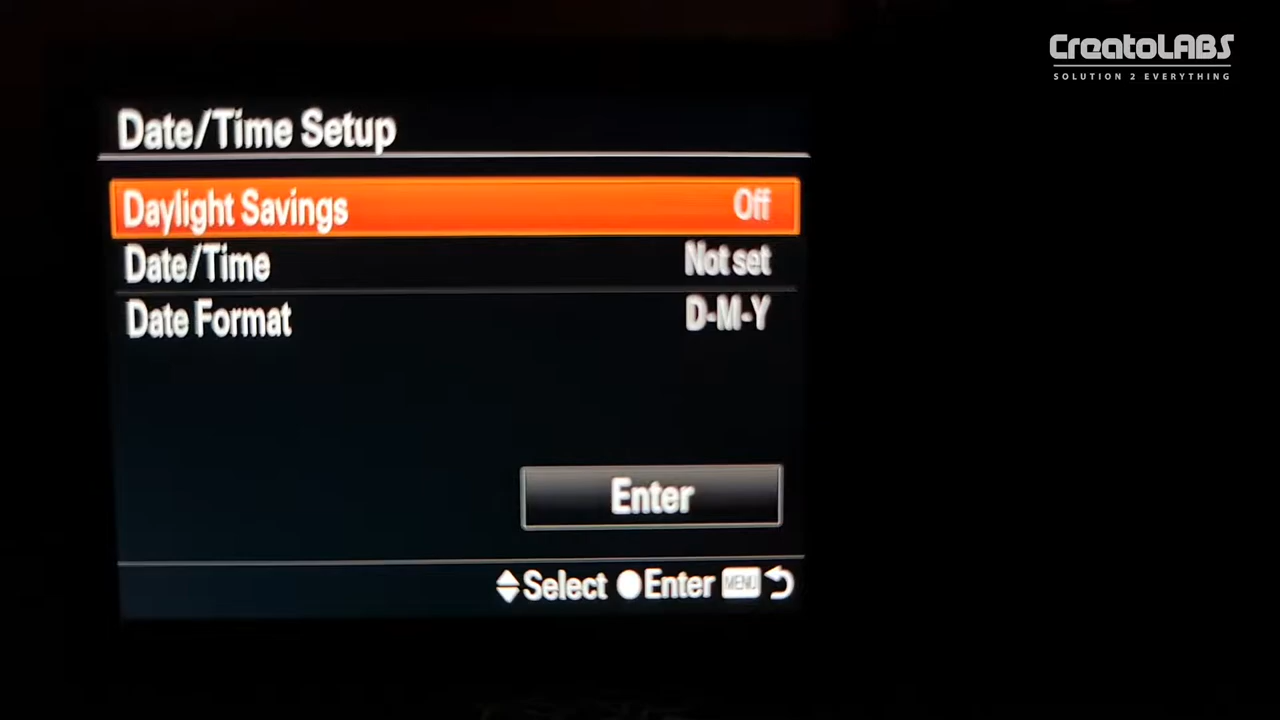 CreatoLABS
SOLUTION 2 EVERYTHING
Date/Time Setup
Daylight Savings Off
Date/Time Not set
Date Format D-M-Y
Enter
Select Enter MENU